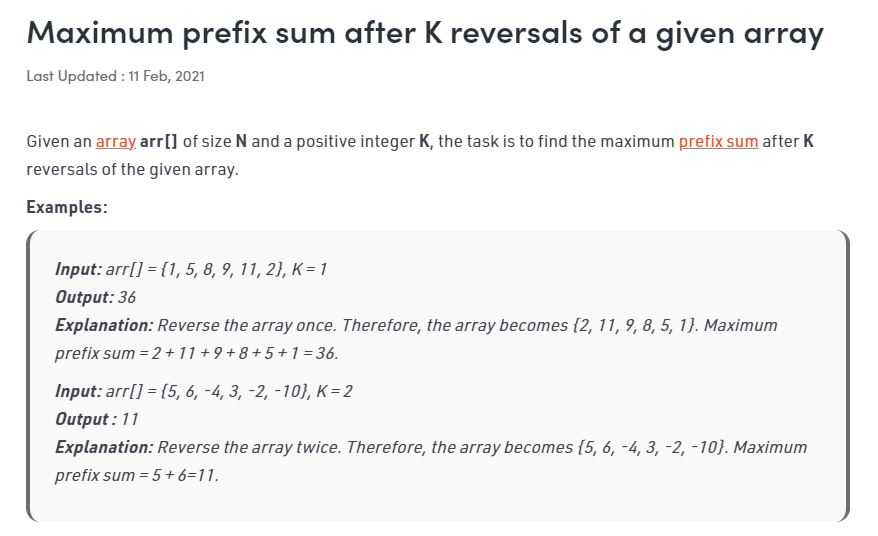 Maximum prefix sum after K reversals of a given array
Last Updated : 11 Feb, 2021
Given an array arr[] of size N and a positive integer K, the task is to find the maximum prefix sum after K
reversals of the given array.
Examples:
Input: arr[] = {1, 5, 8, 9, 11, 2}, K = 1
Output: 36
Explanation: Reverse the array once. Therefore, the array becomes {2, 11, 9, 8, 5, 1}. Maximum
prefix sum = 2 + 11 + 9 + 8 + 5 + 1 = 36.
Input: arr[] = {5, 6, -4, 3, -2, -10}, K = 2
Output : 11
Explanation: Reverse the array twice. Therefore, the array becomes {5, 6, -4, 3, -2, -10}. Maximum
prefix sum = 5 + 6=11.